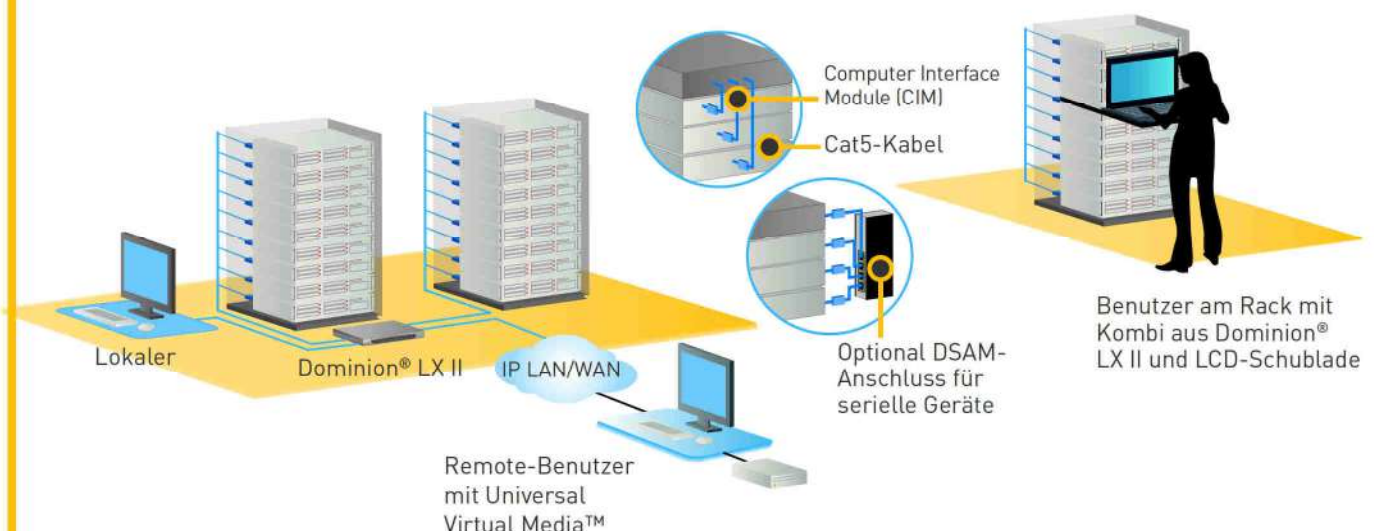 Computer Interface
Module (CIM)
Cat5-Kabel
Lokaler
Dominion® LX II
IP LAN/WAN
Optional DSAM-
Anschluss für
serielle Geräte
Benutzer am Rack mit
Kombi aus Dominion®
LX II und LCD-Schublade
Remote-Benutzer
mit Universal
Virtual Media™